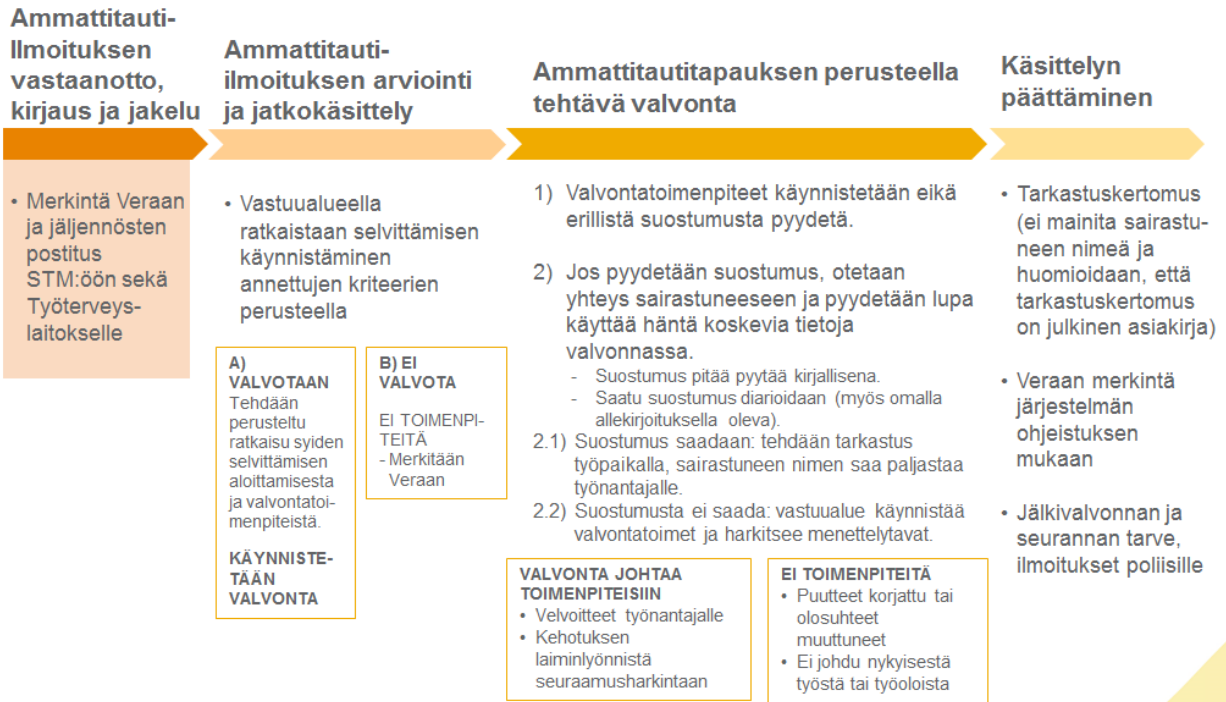 Ammattitauti-
Ilmoituksen
vastaanotto,
kirjaus ja jakelu
• Merkintä Veraan
ja jäljennösten
postitus
STM:öön sekä
Työterveys-
laitokselle
Ammattitauti-
ilmoituksen arviointi
ja jatkokäsittely
• Vastuualueella
ratkaistaan selvittämisen
käynnistäminen
annettujen kriteerien
perusteella
A)
VALVOTAAN
Tehdään
perusteltu
ratkaisu syiden
selvittämisen
aloittamisesta
ja valvontatoi-
menpiteistä.
KÄYNNISTE-
TÄÄN
VALVONTA
B) EI
VALVOTA
EI TOIMENPI-
TEITÄ
- Merkitään
Veraan
Ammattitautitapauksen perusteella
tehtävä valvonta
1) Valvontatoimenpiteet käynnistetään eikä
erillistä suostumusta pyydetä.
2) Jos pyydetään suostumus, otetaan
yhteys sairastuneeseen ja pyydetään lupa
käyttää häntä koskevia tietoja
valvonnassa.
- Suostumus pitää pyytää kirjallisena.
- Saatu suostumus diarioidaan (myös omalla
allekirjoituksella oleva).
2.1) Suostumus saadaan: tehdään tarkastus
työpaikalla, sairastuneen nimen saa paljastaa
työnantajalle.
2.2) Suostumusta ei saada: vastuualue käynnistää
valvontatoimet ja harkitsee menettelytavat.
VALVONTA JOHTAA
TOIMENPITEISIIN
• Velvoitteet työnantajalle
• Kehotuksen
laiminlyönnistä
seuraamusharkintaan
EI TOIMENPITEITÄ
• Puutteet korjattu tai
olosuhteet
muuttuneet
• Ei johdu nykyisestä
työstä tai työoloista
Käsittelyn
päättäminen
• Tarkastuskertomus
(ei mainita sairastu-
neen nimeä ja
huomioidaan, että
tarkastuskertomus
on julkinen asiakirja)
• Veraan merkintä
järjestelmän
ohjeistuksen
mukaan
• Jälkivalvonnan ja
seurannan tarve,
ilmoitukset poliisille